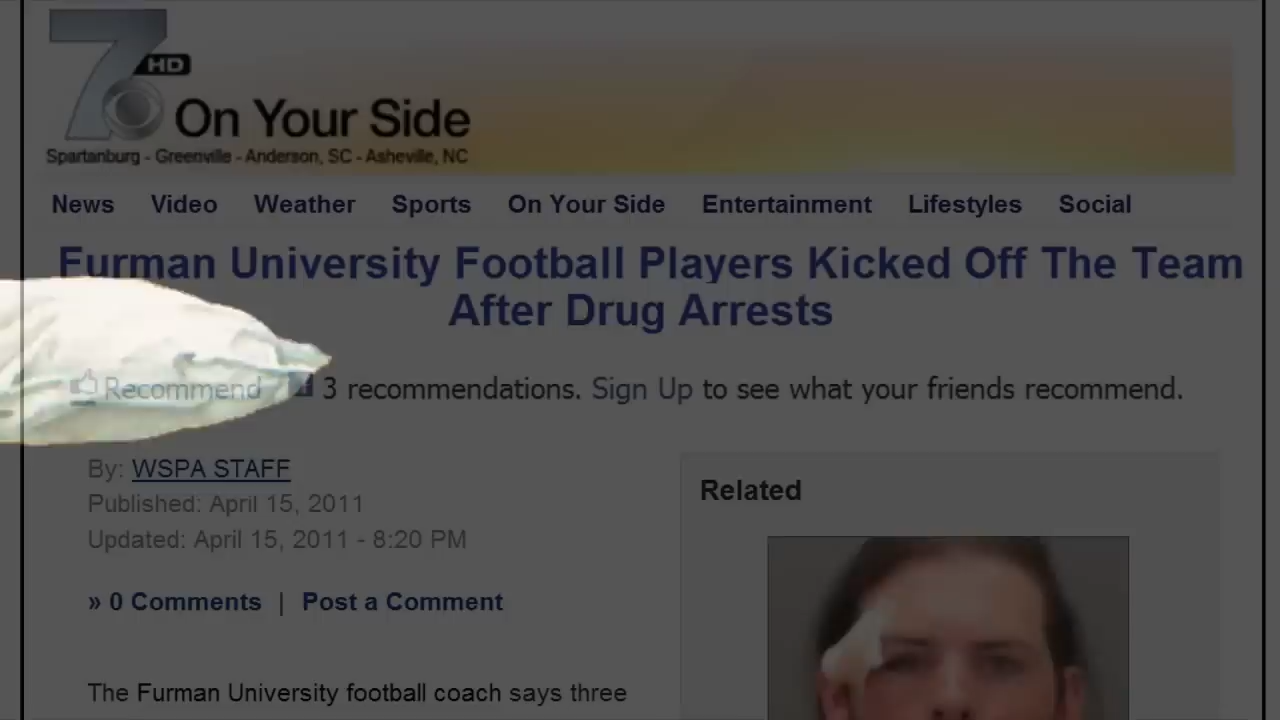 7
HD
On Your Side
Spartanburg - Greenville - Anderson, SC - Asheville, NC
News Video Weather Sports On Your Side Entertainment Lifestyles Social
Furman University Football Players Kicked Off The Team
After Drug Arrests
Recommend 3 recommendations. Sign Up to see what your friends recommend.
By: WSPA STAFF
Published: April 15, 2011
Updated: April 15, 2011 - 8:20 PM
» 0 Comments | Post a Comment
Related
The Furman University football coach says three